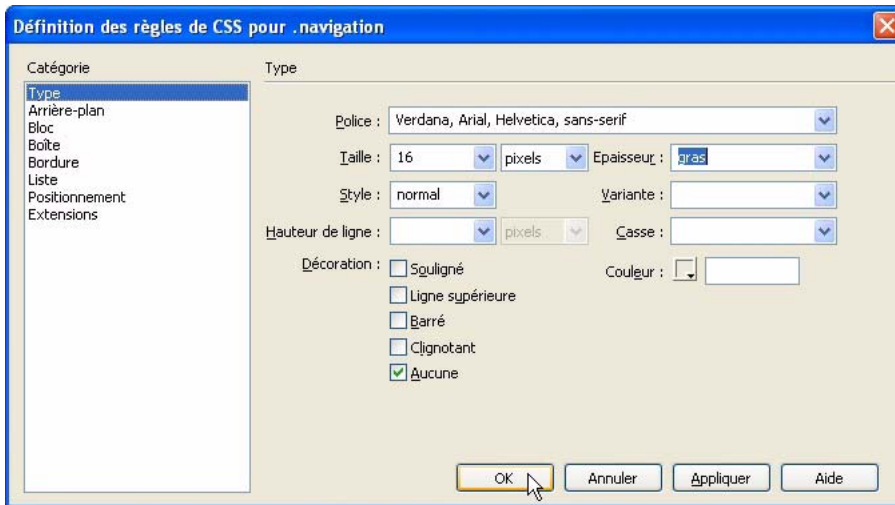 Définition des règles de CSS pour .navigation
Catégorie
Type
Arrière-plan
Bloc
Boîte
Bordure
Liste
Positionnement
Extensions
Type
Police : Verdana, Arial, Helvetica, sans-serif
Taille : 16 pixels Epaisseur : gras
Style : normal Variante :
Hauteur de ligne : pixels Casse :
Décoration : Souligné Couleur :
Ligne supérieure
Barré
Clignotant
Aucune
OK Annuler Appliquer Aide